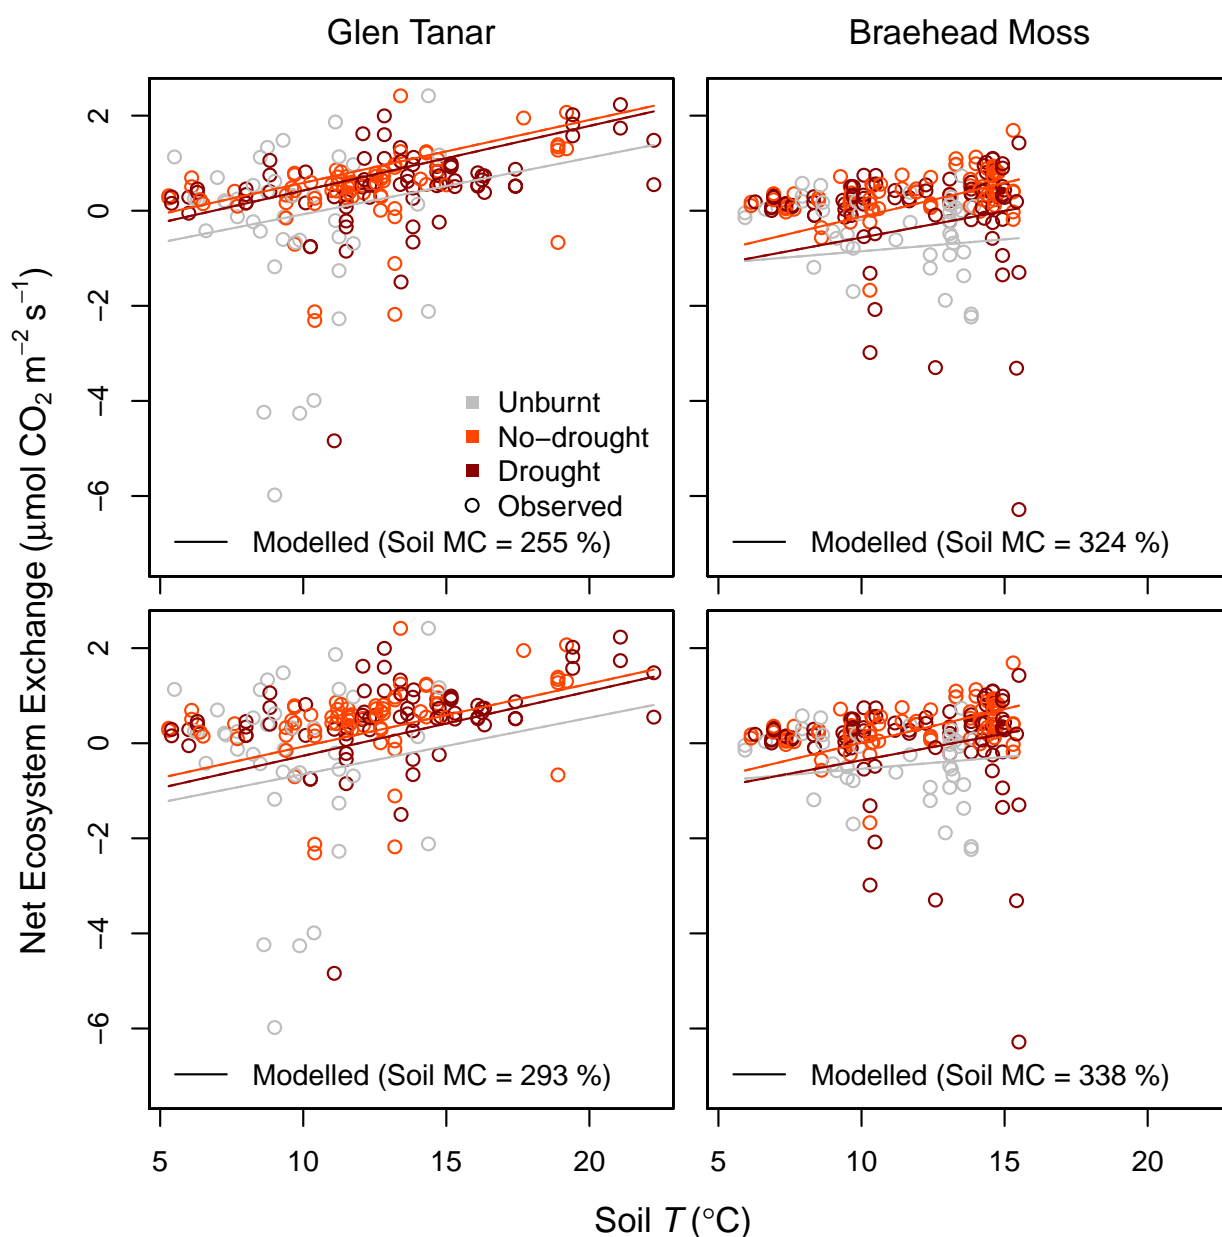 Glen Tanar
Braehead Moss
Net Ecosystem Exchange (μmol CO₂ m⁻² s⁻¹)
2
0
−2
−4
−6
Unburnt
No−drought
Drought
Observed
Modelled (Soil MC = 255 %)
Modelled (Soil MC = 324 %)
2
0
−2
−4
−6
Modelled (Soil MC = 293 %)
Modelled (Soil MC = 338 %)
5 10 15 20
5 10 15 20
Soil T (°C)